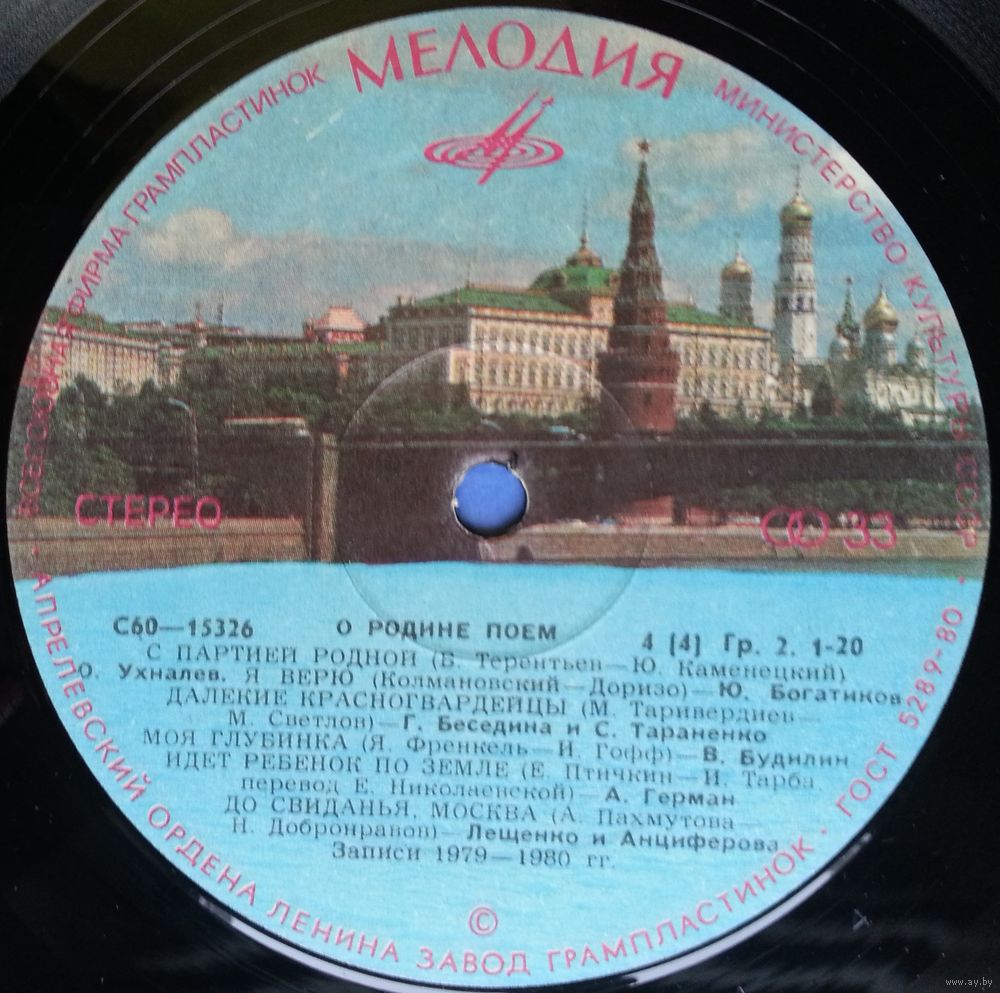 МЕЛОДИЯ
ВСЕСОЮЗНАЯ ФИРМА ГРАМПЛАСТИНОК
МИНИСТЕРСТВО КУЛЬТУРЫ СССР
СТЕРЕО
33
С60—15326 О РОДИНЕ ПОЕМ 4 [4] Гр. 2. 1-20
С ПАРТИЕЙ РОДНОЙ (Б. Терентьев—Ю. Каменецкий)
О. Ухналев. Я ВЕРЮ (Колмановский—Доризо)—Ю. Богатиков
ДАЛЕКИЕ КРАСНОГВАРДЕЙЦЫ (М. Таривердиев—
М. Светлов)—Г. Беседина и С. Тараненко
МОЯ ГЛУБИНКА (Я. Френкель—И. Гофф)—В. Будилин
ИДЕТ РЕБЕНОК ПО ЗЕМЛЕ (Е. Птичкин—И. Тарба,
перевод Е. Николаевской)—А. Герман
ДО СВИДАНЬЯ, МОСКВА (А. Пахмутова—
Н. Добронравов)—Лещенко и Анциферова
Записи 1979—1980 гг.
©
АПРЕЛЕВСКИЙ ОРДЕНА ЛЕНИНА ЗАВОД ГРАМПЛАСТИНОК · ГОСТ 5289-80 ·
www.ay.by